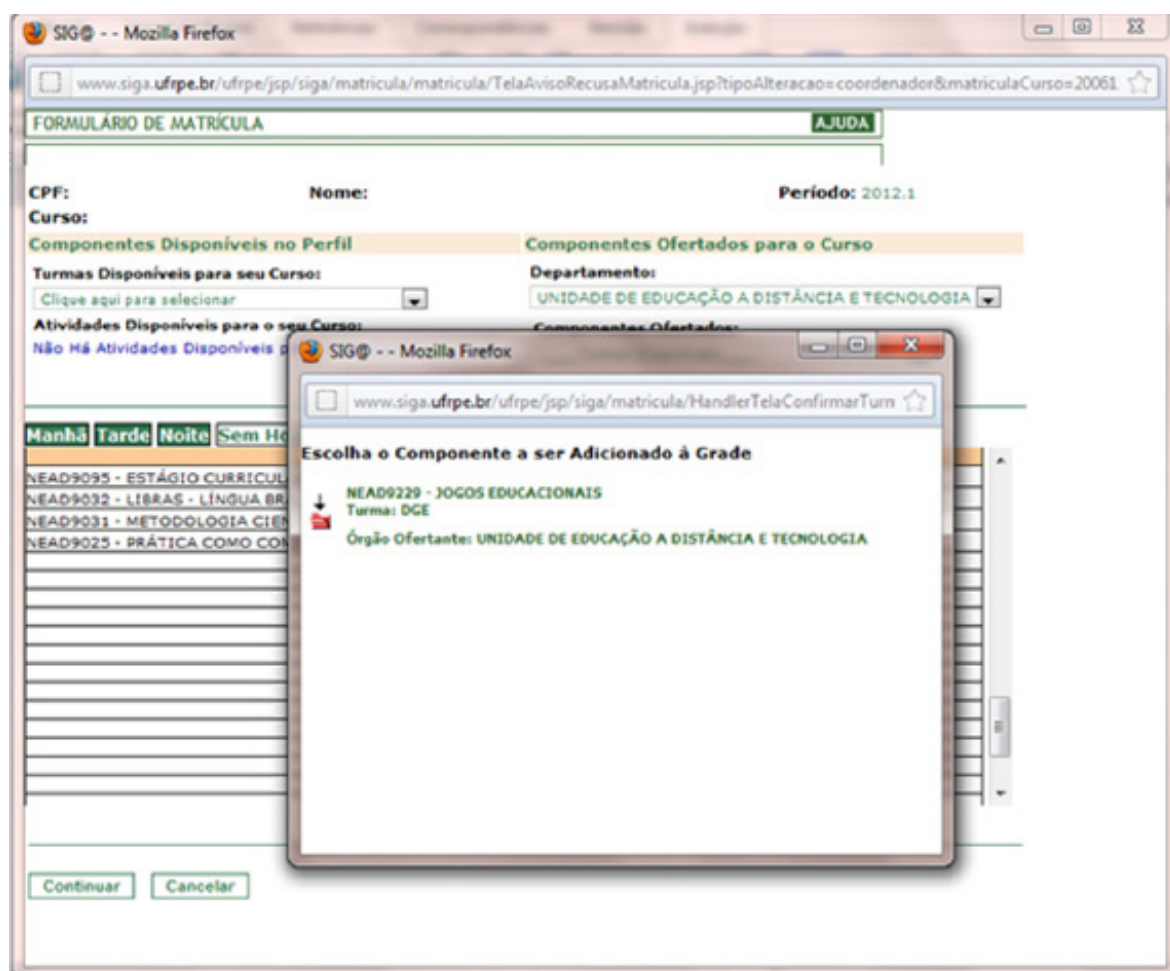 SIG@ - - Mozilla Firefox
www.siga.ufrpe.br/ufrpe/jsp/siga/matricula/matricula/TelaAvisoRecusaMatricula.jsp?tipoAlteracao=coordenador&matriculaCurso=20061
FORMULÁRIO DE MATRÍCULA
AJUDA
CPF:
Nome:
Período: 2012.1
Curso:
Componentes Disponíveis no Perfil
Componentes Ofertados para o Curso
Turmas Disponíveis para seu Curso:
Departamento:
Clique aqui para selecionar
UNIDADE DE EDUCAÇÃO A DISTÂNCIA E TECNOLOGIA
Atividades Disponíveis para o seu Curso:
Componentes Ofertados:
Não Há Atividades Disponíveis p
Manhã Tarde Noite Sem Ho
NEAD9095 - ESTÁGIO CURRICUL
NEAD9032 - LIBRAS - LÍNGUA BR
NEAD9031 - METODOLOGIA CIEN
NEAD9025 - PRÁTICA COMO CON
SIG@ - - Mozilla Firefox
www.siga.ufrpe.br/ufrpe/jsp/siga/matricula/HandlerTelaConfirmarTurn
Escolha o Componente a ser Adicionado à Grade
NEAD9229 - JOGOS EDUCACIONAIS
Turma: DGE
Órgão Ofertante: UNIDADE DE EDUCAÇÃO A DISTÂNCIA E TECNOLOGIA
Continuar
Cancelar